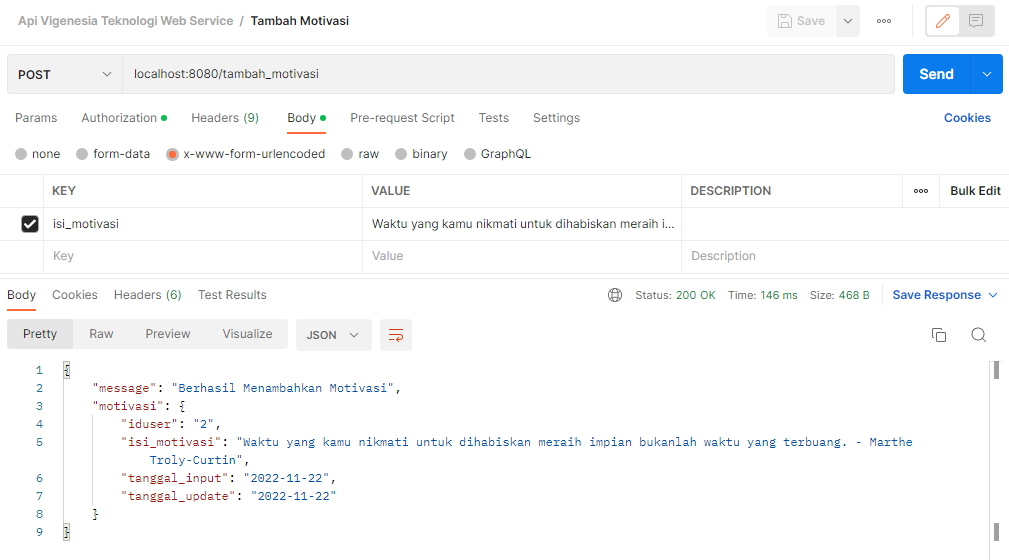 Api Vigenesia Teknologi Web Service / Tambah Motivasi
Save
POST localhost:8080/tambah_motivasi Send
Params Authorization Headers (9) Body Pre-request Script Tests Settings Cookies
none form-data x-www-form-urlencoded raw binary GraphQL
KEY VALUE DESCRIPTION Bulk Edit
isi_motivasi Waktu yang kamu nikmati untuk dihabiskan meraih i...
Key Value Description
Body Cookies Headers (6) Test Results Status: 200 OK Time: 146 ms Size: 468 B Save Response
Pretty Raw Preview Visualize JSON
1 {
2 "message": "Berhasil Menambahkan Motivasi",
3 "motivasi": {
4 "iduser": "2",
5 "isi_motivasi": "Waktu yang kamu nikmati untuk dihabiskan meraih impian bukanlah waktu yang terbuang. - Marthe
Troly-Curtin",
6 "tanggal_input": "2022-11-22",
7 "tanggal_update": "2022-11-22"
8 }
9 }